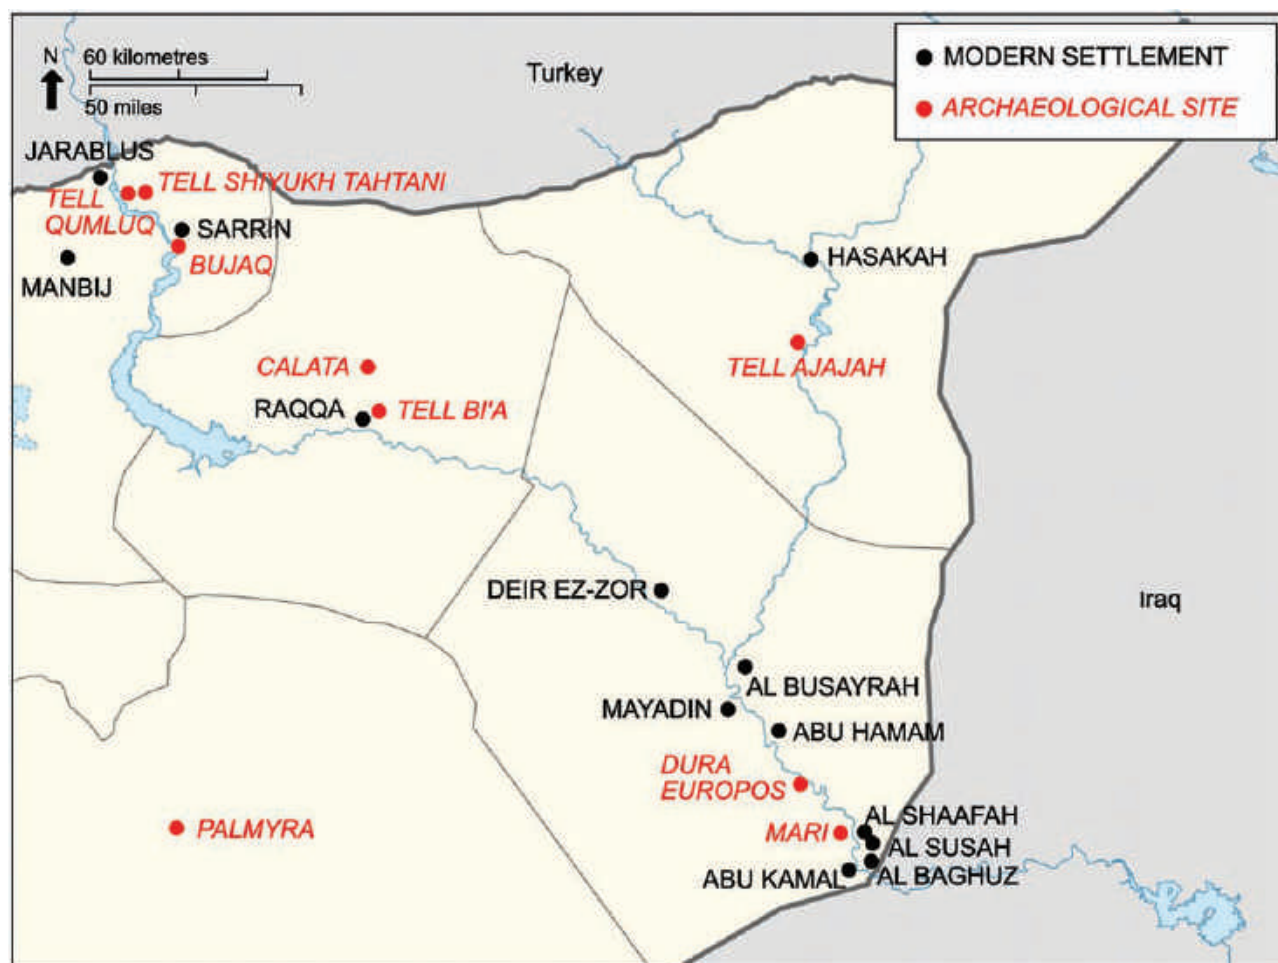 N
60 kilometres
50 miles
Turkey
MODERN SETTLEMENT
ARCHAEOLOGICAL SITE
JARABLUS
TELL SHIYUKH TAHTANI
TELL
QUMLUQ
SARRIN
BUJAQ
MANBIJ
HASAKAH
CALATA
TELL AJAJAH
RAQQA
TELL BI'A
DEIR EZ-ZOR
Iraq
AL BUSAYRAH
MAYADIN
ABU HAMAM
DURA
EUROPOS
PALMYRA
MARI
AL SHAAFAH
AL SUSAH
ABU KAMAL
AL BAGHUZ